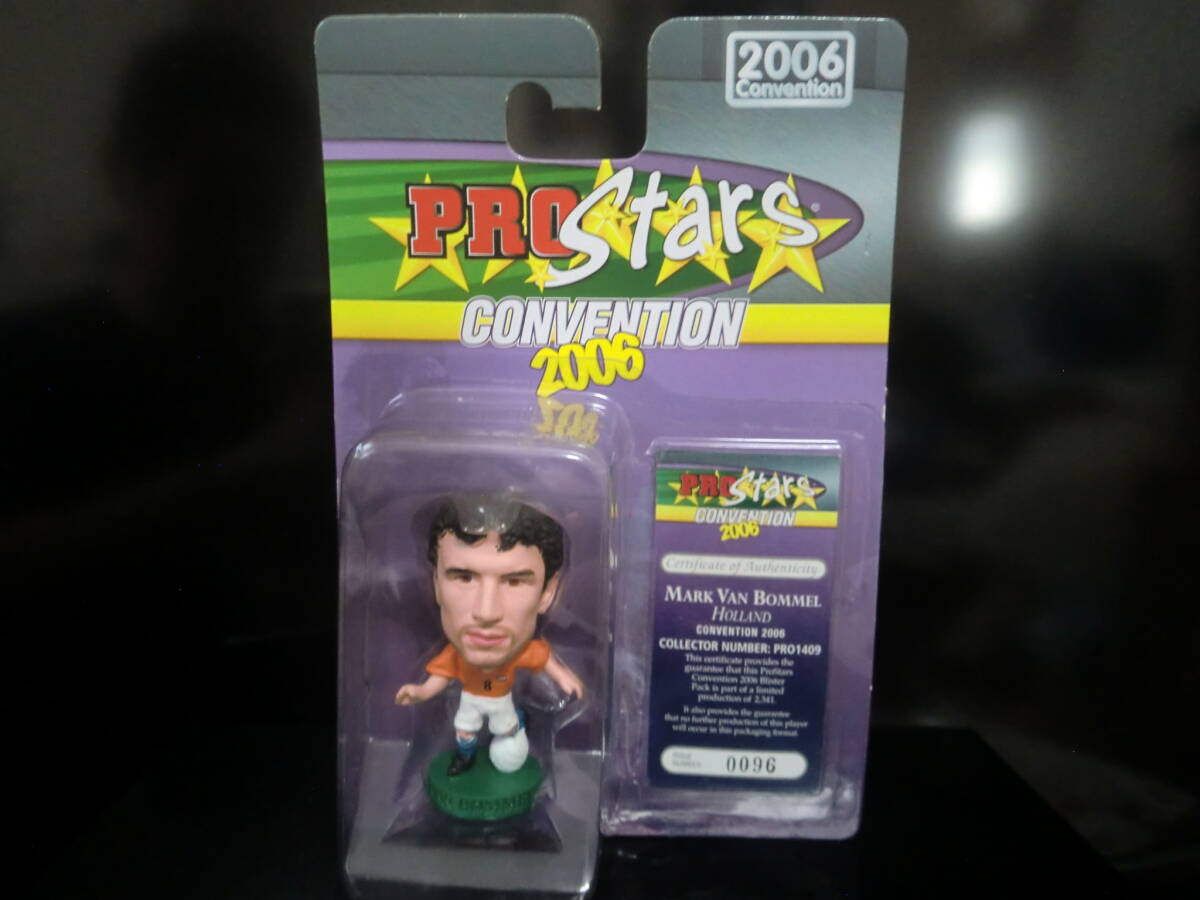 2006
Convention
PROStars
CONVENTION
2006
PROStars
CONVENTION
2006
Certificate of Authenticity
MARK VAN BOMMEL
HOLLAND
CONVENTION 2006
COLLECTOR NUMBER: PRO1409
This certificate provides the
guarantee that this ProStars
Convention 2006 Blister
Pack is part of a limited
production of 2,341.
It also provides the guarantee
that no further production of this player
will occur in this packaging format.
ISSUE
NUMBER
0096
8